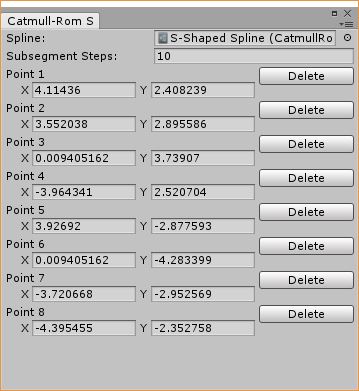 Catmull-Rom S
Spline: S-Shaped Spline (CatmullRo
Subsegment Steps: 10
Point 1 Delete
X 4.11436 Y 2.408239
Point 2 Delete
X 3.552038 Y 2.895586
Point 3 Delete
X 0.009405162 Y 3.73907
Point 4 Delete
X -3.964341 Y 2.520704
Point 5 Delete
X 3.92692 Y -2.877593
Point 6 Delete
X 0.009405162 Y -4.283399
Point 7 Delete
X -3.720668 Y -2.952569
Point 8 Delete
X -4.395455 Y -2.352758